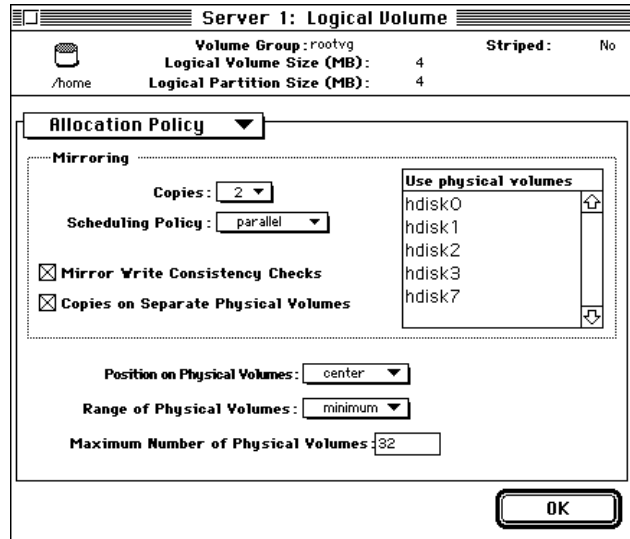 Server 1: Logical Volume
Volume Group: rootvg Striped: No
Logical Volume Size (MB): 4
/home Logical Partition Size (MB): 4
Allocation Policy
Mirroring
Copies: 2
Use physical volumes
Scheduling Policy: parallel
hdisk0
hdisk1
hdisk2
hdisk3
hdisk7
Mirror Write Consistency Checks
Copies on Separate Physical Volumes
Position on Physical Volumes: center
Range of Physical Volumes: minimum
Maximum Number of Physical Volumes: 32
OK